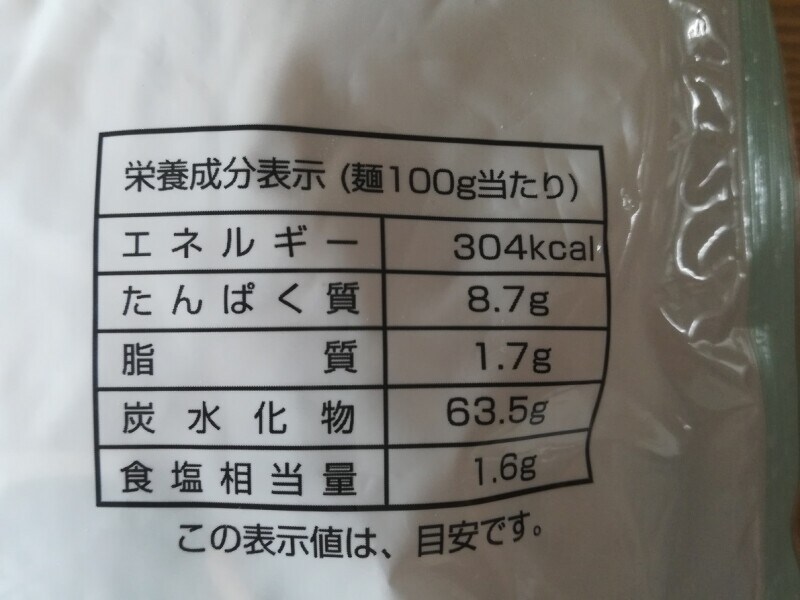 栄養成分表示(麺100g当たり)
エネルギー 304kcal
たんぱく質 8.7g
脂質 1.7g
炭水化物 63.5g
食塩相当量 1.6g
この表示値は、目安です。